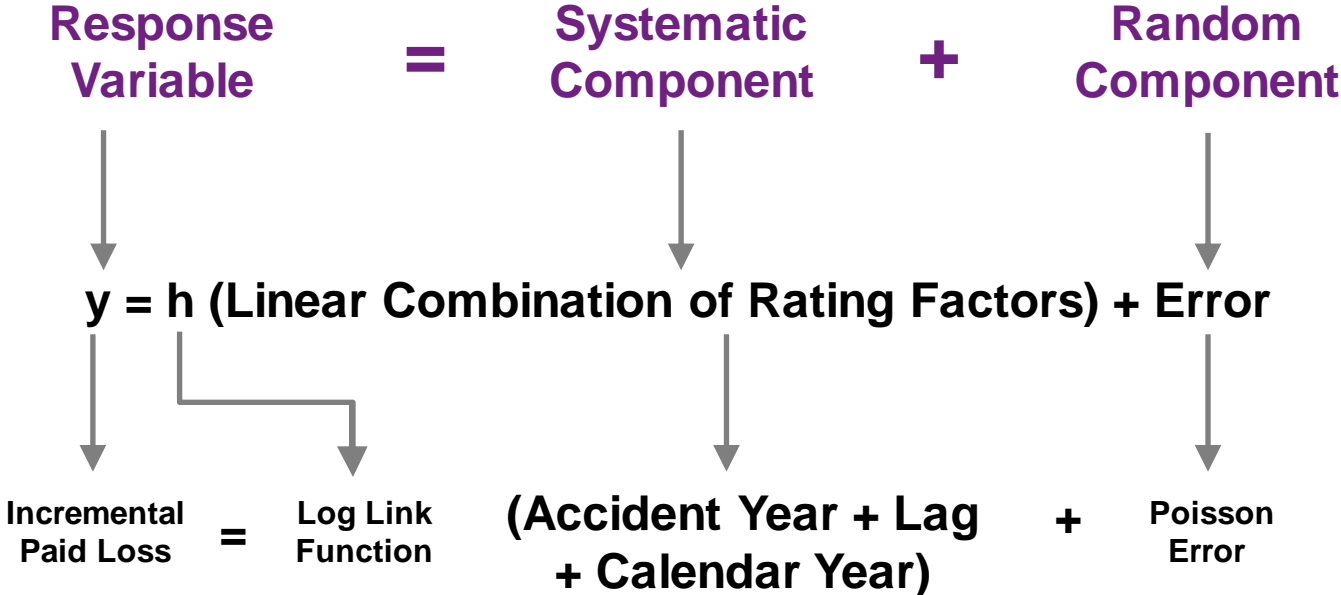 Response Variable = Systematic Component + Random Component
y = h (Linear Combination of Rating Factors) + Error
Incremental Paid Loss = Log Link Function (Accident Year + Lag + Calendar Year) + Poisson Error